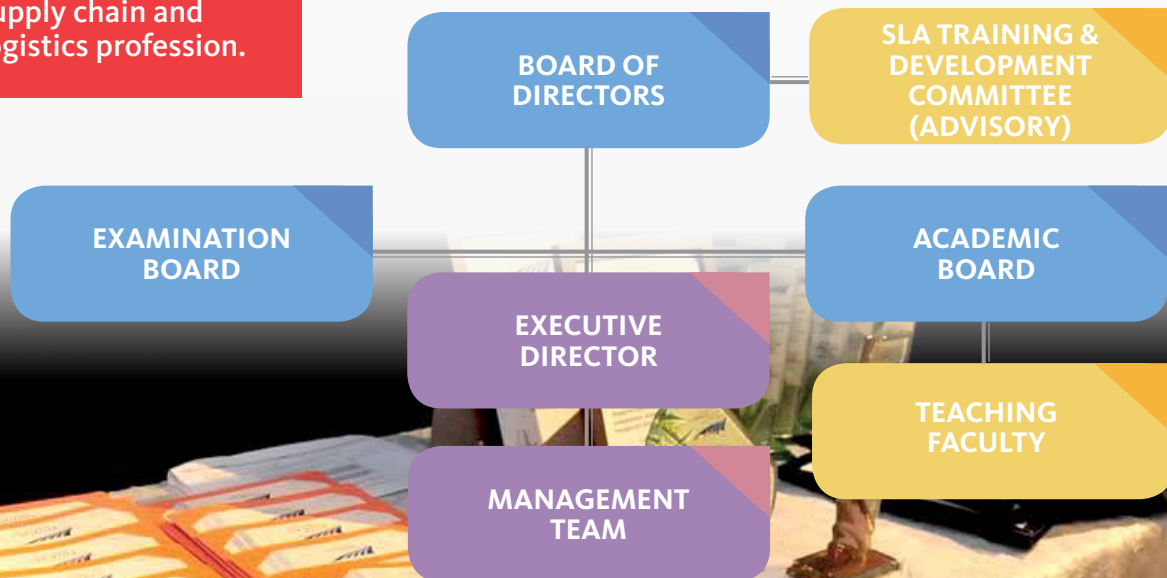 upply chain and
ogistics profession.
BOARD OF
DIRECTORS
SLA TRAINING &
DEVELOPMENT
COMMITTEE
(ADVISORY)
EXAMINATION
BOARD
ACADEMIC
BOARD
EXECUTIVE
DIRECTOR
TEACHING
FACULTY
MANAGEMENT
TEAM